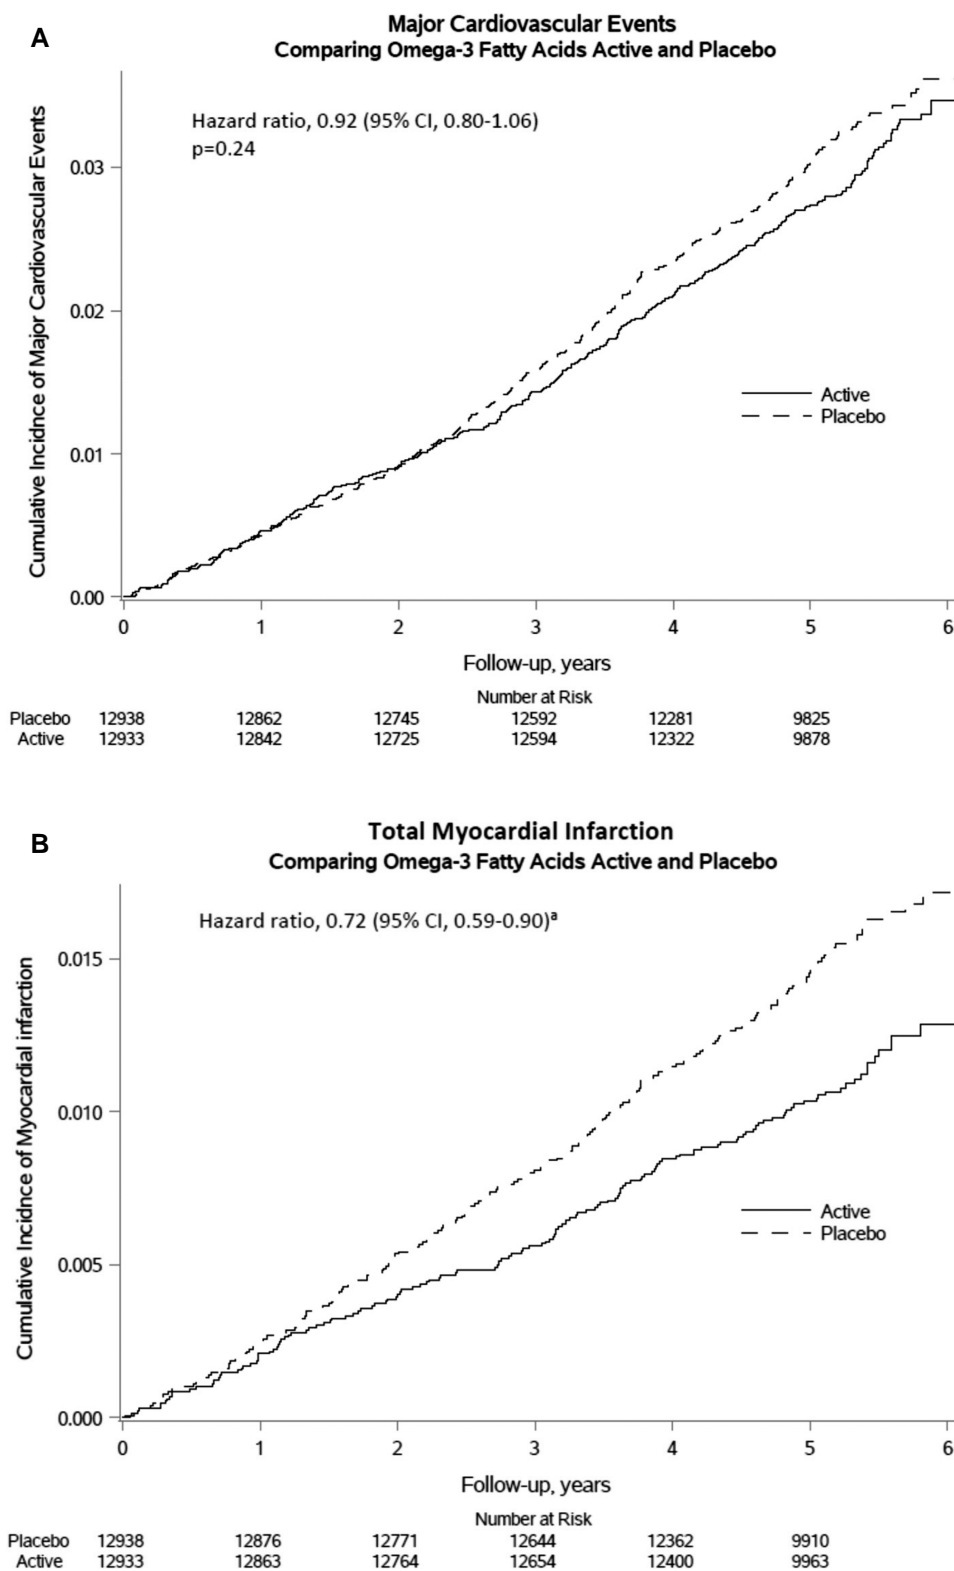 A
Major Cardiovascular Events
Comparing Omega-3 Fatty Acids Active and Placebo
Hazard ratio, 0.92 (95% CI, 0.80-1.06)
p=0.24
Cumulative Incidnce of Major Cardiovascular Events
0.03
0.02
0.01
0.00
Active
Placebo
0 1 2 3 4 5 6
Follow-up, years
Number at Risk
Placebo 12938 12862 12745 12592 12281 9825
Active 12933 12842 12725 12594 12322 9878
B
Total Myocardial Infarction
Comparing Omega-3 Fatty Acids Active and Placebo
Hazard ratio, 0.72 (95% CI, 0.59-0.90)ª
Cumulative Incidnce of Myocardial infarction
0.015
0.010
0.005
0.000
Active
Placebo
0 1 2 3 4 5 6
Follow-up, years
Number at Risk
Placebo 12938 12876 12771 12644 12362 9910
Active 12933 12863 12764 12654 12400 9963